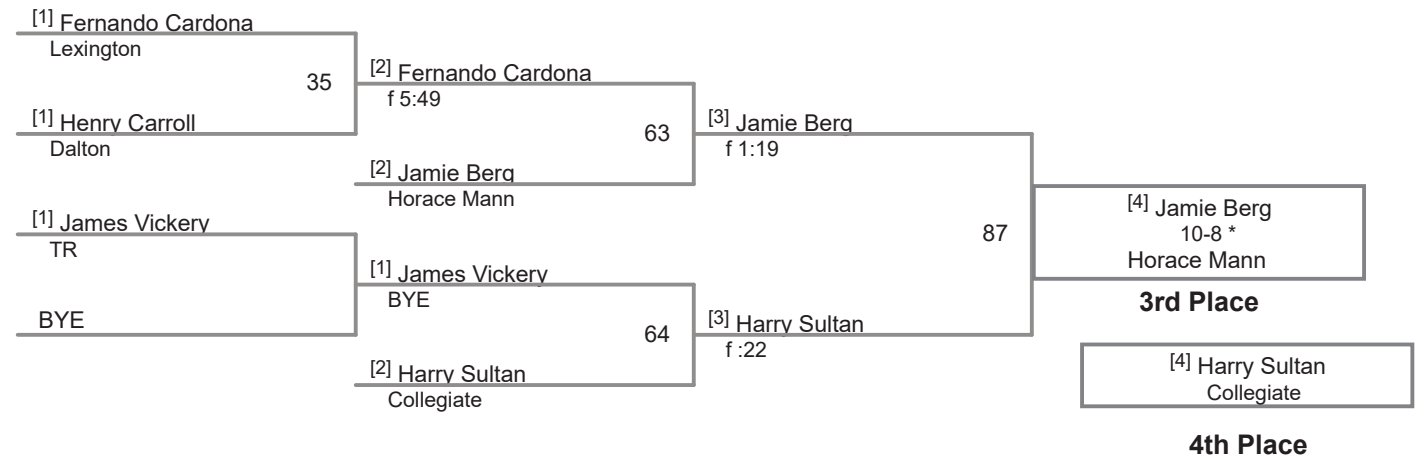 [1] Fernando Cardona
Lexington
35
[1] Henry Carroll
Dalton
[1] James Vickery
TR
BYE
[2] Fernando Cardona
f 5:49
63
[2] Jamie Berg
Horace Mann
[1] James Vickery
BYE
64
[2] Harry Sultan
Collegiate
[3] Jamie Berg
f 1:19
87
[3] Harry Sultan
f :22
[4] Jamie Berg
10-8 *
Horace Mann
3rd Place
[4] Harry Sultan
Collegiate
4th Place